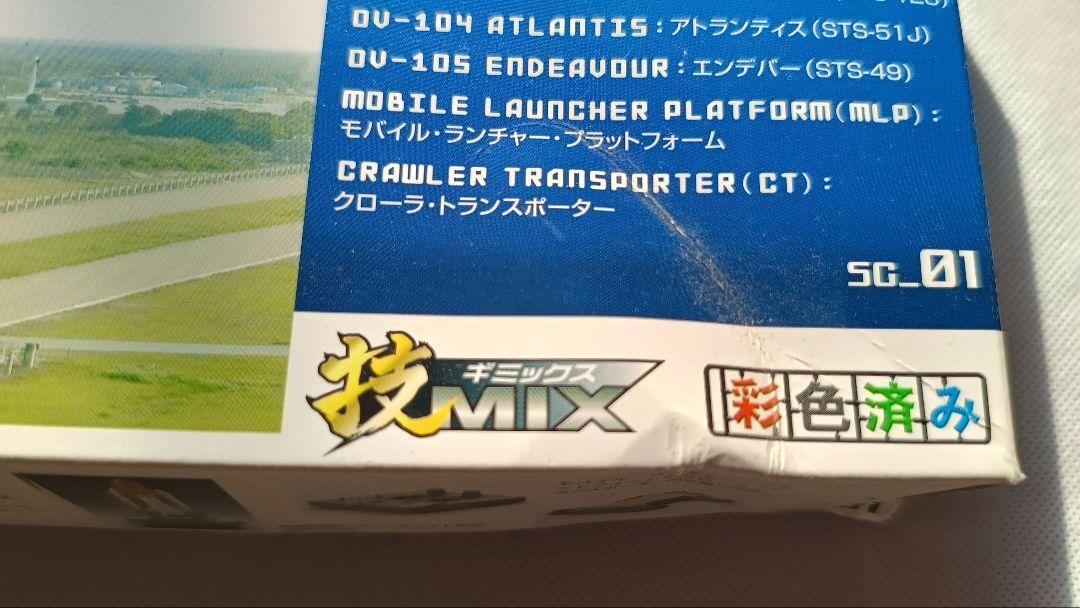 OV-104 ATLANTIS：アトランティス(STS-51J)
OV-105 ENDEAVOUR：エンデバー(STS-49)
MOBILE LAUNCHER PLATFORM(MLP)：
モバイル・ランチャー・プラットフォーム
CRAWLER TRANSPORTER(CT)：
クローラ・トランスポーター
SG_01
技MIX ギミックス
彩色済み